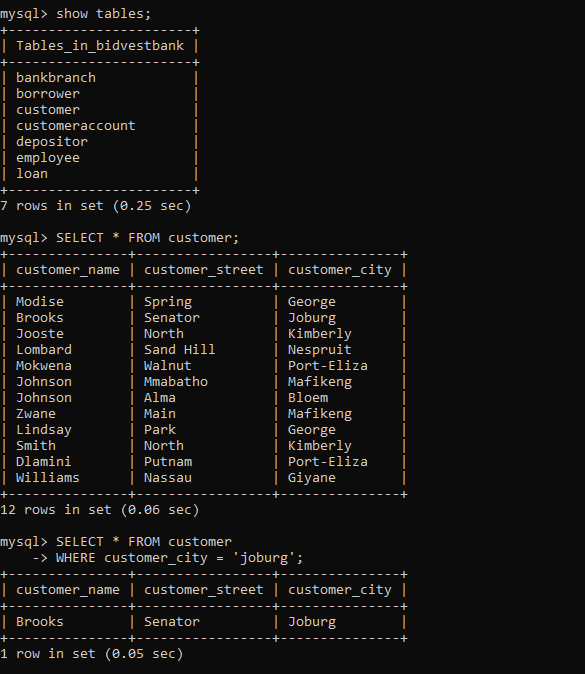 mysql> show tables;
+-----------------------+
| Tables_in_bidvestbank |
+-----------------------+
| bankbranch            |
| borrower              |
| customer              |
| customeraccount       |
| depositor             |
| employee              |
| loan                  |
+-----------------------+
7 rows in set (0.25 sec)

mysql> SELECT * FROM customer;
+---------------+-----------------+---------------+
| customer_name | customer_street | customer_city |
+---------------+-----------------+---------------+
| Modise        | Spring          | George        |
| Brooks        | Senator         | Joburg        |
| Jooste        | North           | Kimberly      |
| Lombard       | Sand Hill       | Nespruit      |
| Mokwena       | Walnut          | Port-Eliza    |
| Johnson       | Mmabatho        | Mafikeng      |
| Johnson       | Alma            | Bloem         |
| Zwane         | Main            | Mafikeng      |
| Lindsay       | Park            | George        |
| Smith         | North           | Kimberly      |
| Dlamini       | Putnam          | Port-Eliza    |
| Williams      | Nassau          | Giyane        |
+---------------+-----------------+---------------+
12 rows in set (0.06 sec)

mysql> SELECT * FROM customer
    -> WHERE customer_city = 'joburg';
+---------------+-----------------+---------------+
| customer_name | customer_street | customer_city |
+---------------+-----------------+---------------+
| Brooks        | Senator         | Joburg        |
+---------------+-----------------+---------------+
1 row in set (0.05 sec)